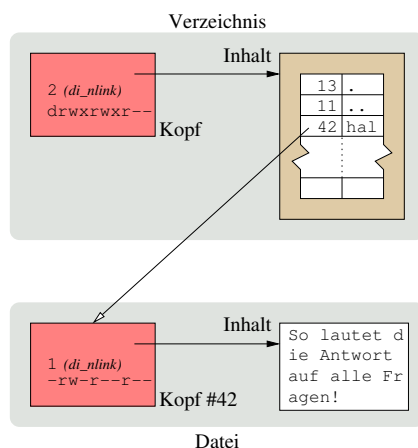 Verzeichnis
Inhalt
2 (di_nlink)
drwxrwxr--
Kopf
13 .
11 ..
42 hal
Inhalt
1 (di_nlink)
-rw-r--r--
Kopf #42
So lautet d
ie Antwort
auf alle Fr
agen!
Datei